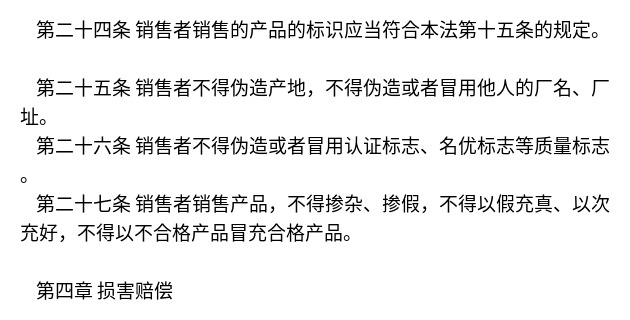 第二十四条 销售者销售的产品的标识应当符合本法第十五条的规定。
第二十五条 销售者不得伪造产地，不得伪造或者冒用他人的厂名、厂
址。
第二十六条 销售者不得伪造或者冒用认证标志、名优标志等质量标志
。
第二十七条 销售者销售产品，不得掺杂、掺假，不得以假充真、以次
充好，不得以不合格产品冒充合格产品。
第四章 损害赔偿